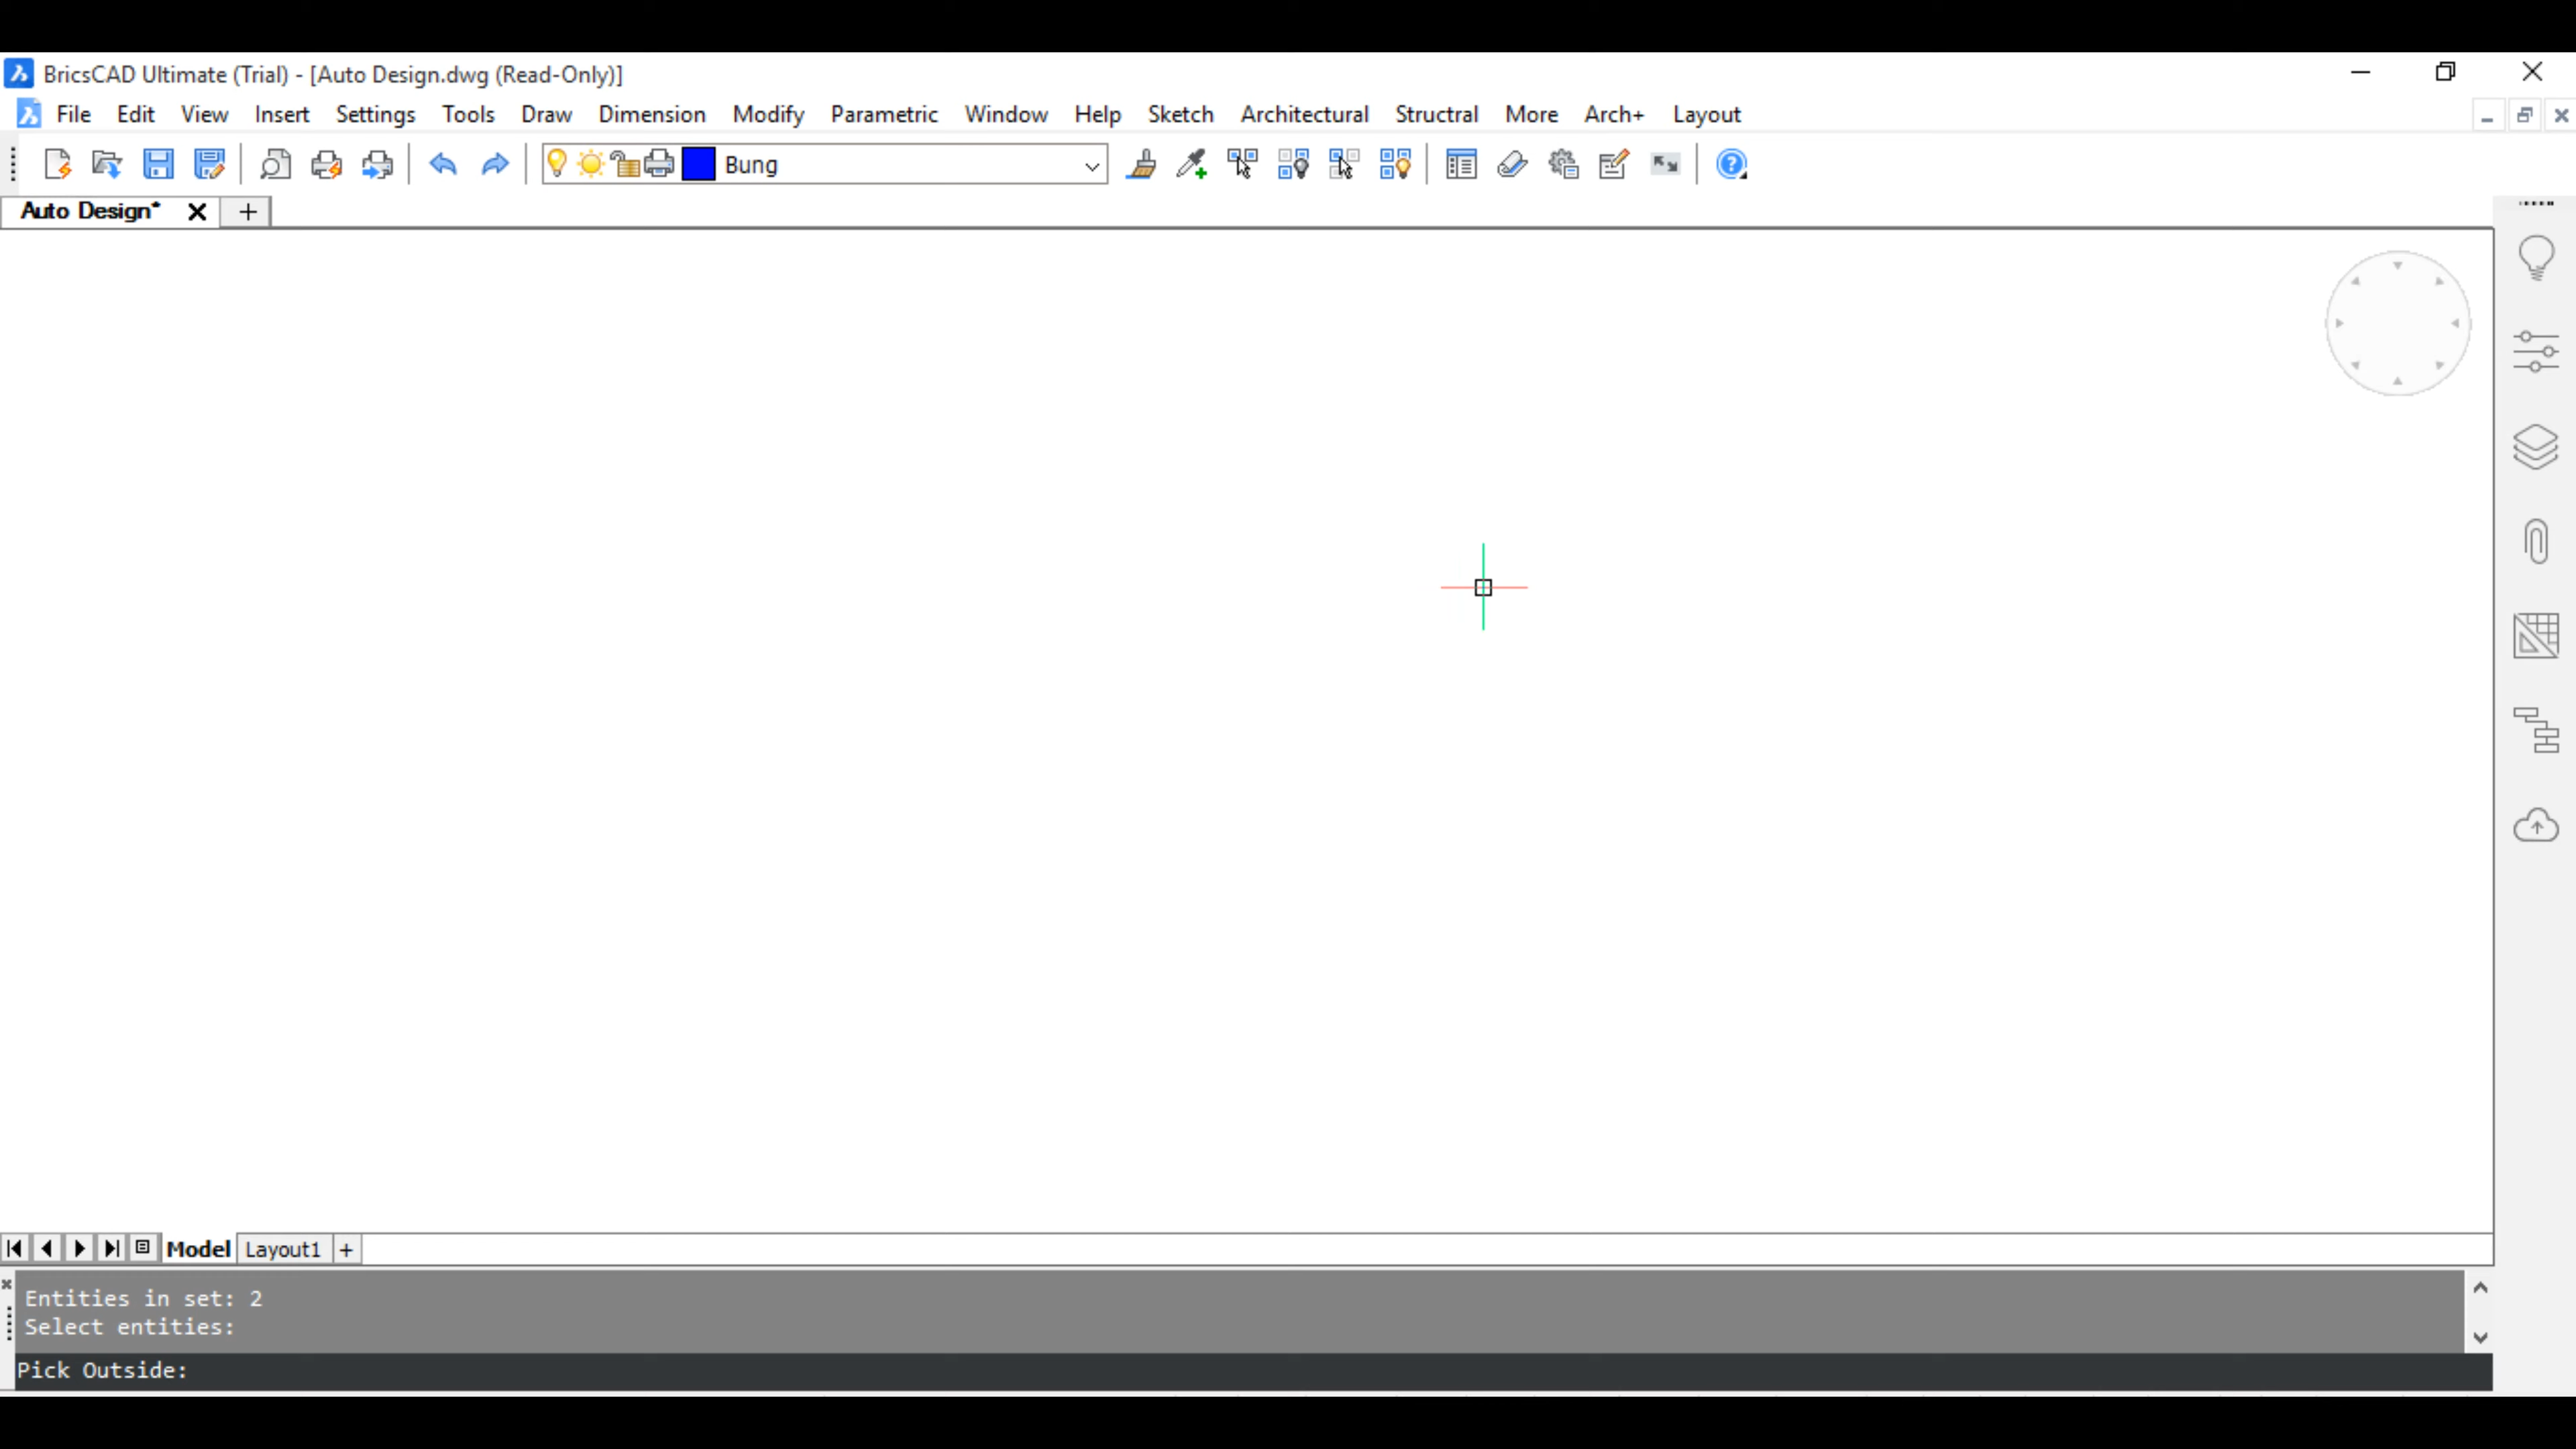 BricsCAD Ultimate (Trial) - [Auto Design.dwg (Read-Only)]
File Edit View Insert Settings Tools Draw Dimension Modify Parametric Window Help Sketch Architectural Structral More Arch+ Layout
Bung
Auto Design*
Model Layout1
Entities in set: 2
Select entities:
Pick Outside: